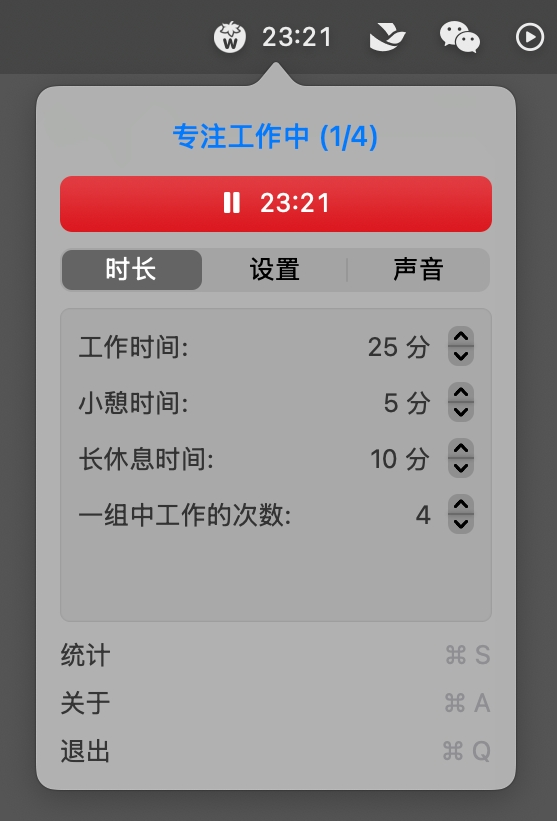 W 23:21
专注工作中 (1/4)
23:21
时长 设置 声音
工作时间: 25 分
小憩时间: 5 分
长休息时间: 10 分
一组中工作的次数: 4
统计 ⌘ S
关于 ⌘ A
退出 ⌘ Q